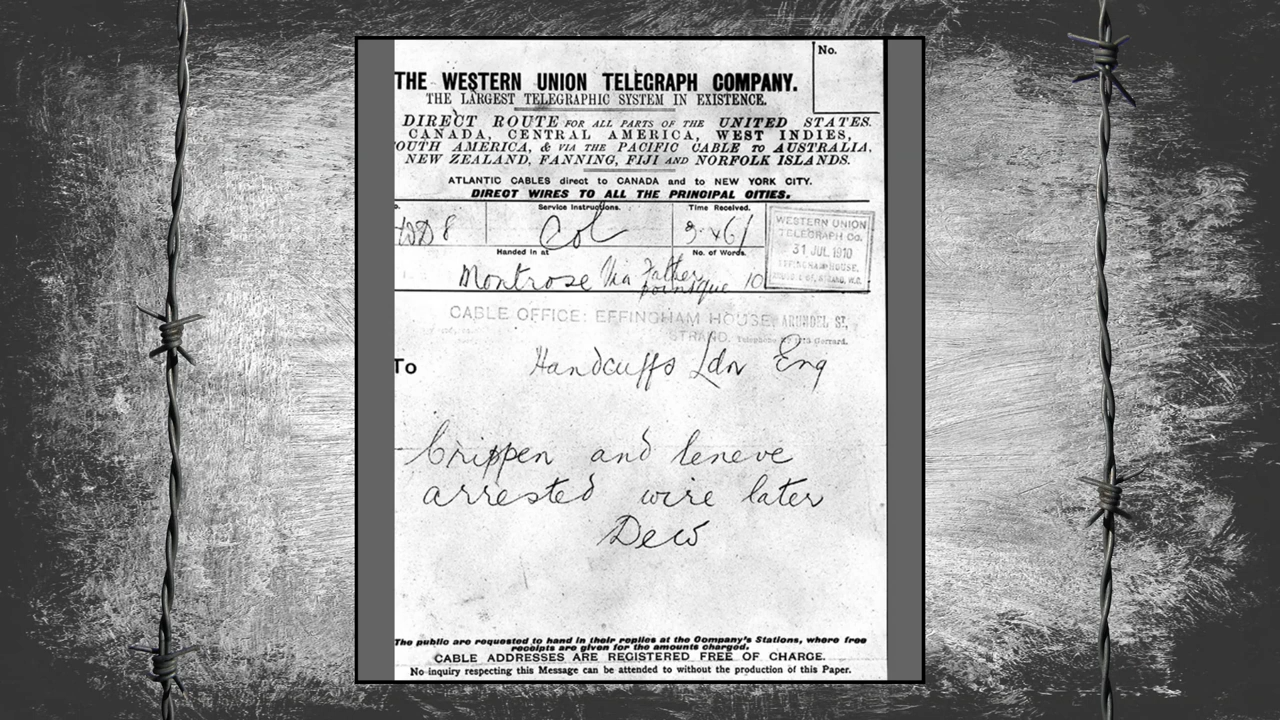 No.
THE WESTERN UNION TELEGRAPH COMPANY.
THE LARGEST TELEGRAPHIC SYSTEM IN EXISTENCE.
DIRECT ROUTE FOR ALL PARTS OF THE UNITED STATES.
CANADA, CENTRAL AMERICA, WEST INDIES,
OUTH AMERICA, & VIA THE PACIFIC CABLE TO AUSTRALIA,
NEW ZEALAND, FANNING, FIJI AND NORFOLK ISLANDS.
ATLANTIC CABLES direct to CANADA and to NEW YORK CITY.
DIRECT WIRES TO ALL THE PRINCIPAL CITIES.
Service Instructions. Time Received.
8 Col
Handed in at No. of Words.
Montrose Via Father 10
WESTERN UNION
TELEGRAPH Co.
31 JUL 1910
EFFINGHAM HOUSE,
CABLE OFFICE: EFFINGHAM HOUSE, ARUNDEL ST,
STRAND. Telephone Gerrard.
To Handcuffs Ldn Eng
Crippen and leneve
arrested wire later
Dew
The public are requested to hand in their replies at the Company's Stations, where free
receipts are given for the amounts charged.
CABLE ADDRESSES ARE REGISTERED FREE OF CHARGE.
No inquiry respecting this Message can be attended to without the production of this Paper.